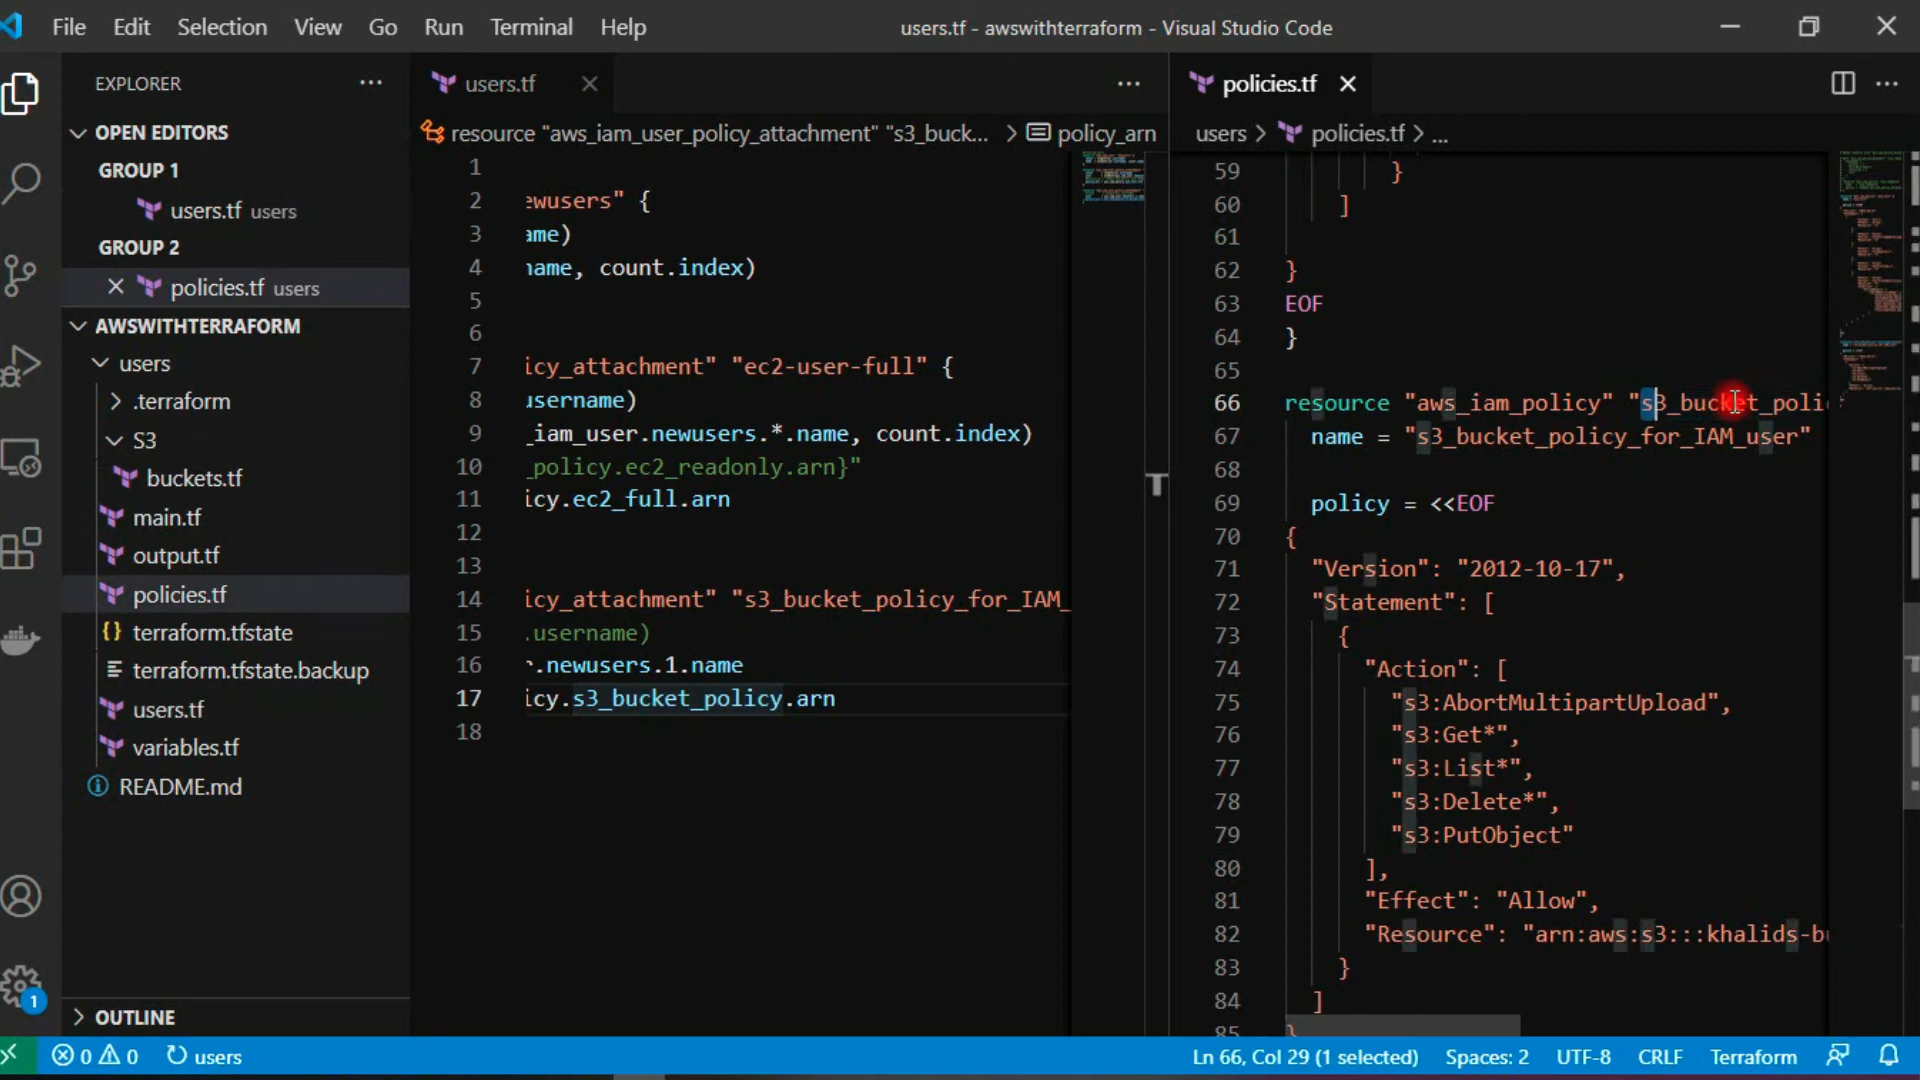 File Edit Selection View Go Run Terminal Help users.tf - awswithterraform - Visual Studio Code
EXPLORER
OPEN EDITORS
GROUP 1
users.tf users
GROUP 2
policies.tf users
AWSWITHTERRAFORM
users
.terraform
S3
buckets.tf
main.tf
output.tf
policies.tf
terraform.tfstate
terraform.tfstate.backup
users.tf
variables.tf
README.md
OUTLINE
users.tf
resource "aws_iam_user_policy_attachment" "s3_buck... policy_arn
1
2 ewusers" {
3 ame)
4 name, count.index)
5
6
7 icy_attachment" "ec2-user-full" {
8 username)
9 _iam_user.newusers.*.name, count.index)
10 _policy.ec2_readonly.arn}"
11 icy.ec2_full.arn
12
13
14 icy_attachment" "s3_bucket_policy_for_IAM_
15 .username)
16 r.newusers.1.name
17 icy.s3_bucket_policy.arn
18
policies.tf
users policies.tf ...
59 }
60 ]
61
62 }
63 EOF
64 }
65
66 resource "aws_iam_policy" "s3_bucket_polic
67 name = "s3_bucket_policy_for_IAM_user"
68
69 policy = <<EOF
70 {
71 "Version": "2012-10-17",
72 "Statement": [
73 {
74 "Action": [
75 "s3:AbortMultipartUpload",
76 "s3:Get*",
77 "s3:List*",
78 "s3:Delete*",
79 "s3:PutObject"
80 ],
81 "Effect": "Allow",
82 "Resource": "arn:aws:s3:::khalids-bu
83 }
84 ]
85 }
1
0 0 users Ln 66, Col 29 (1 selected) Spaces: 2 UTF-8 CRLF Terraform